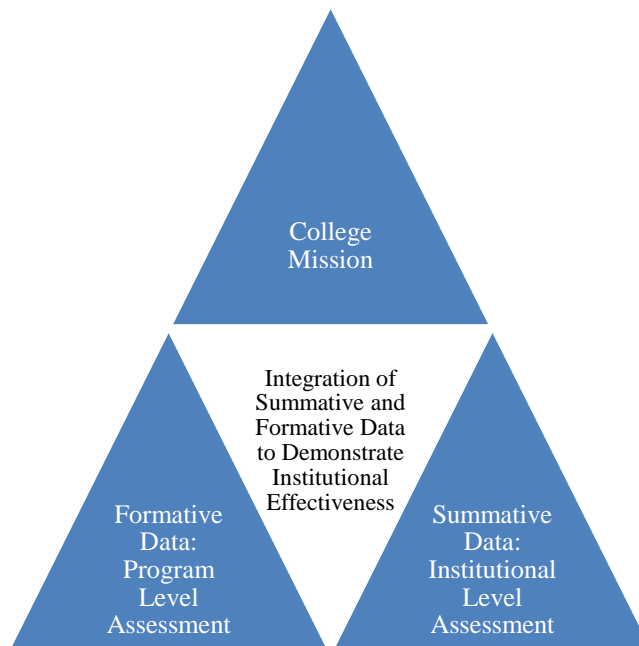 College
Mission
Integration of
Summative and
Formative Data
to Demonstrate
Institutional
Effectiveness
Formative
Data:
Program
Level
Assessment
Summative
Data:
Institutional
Level
Assessment